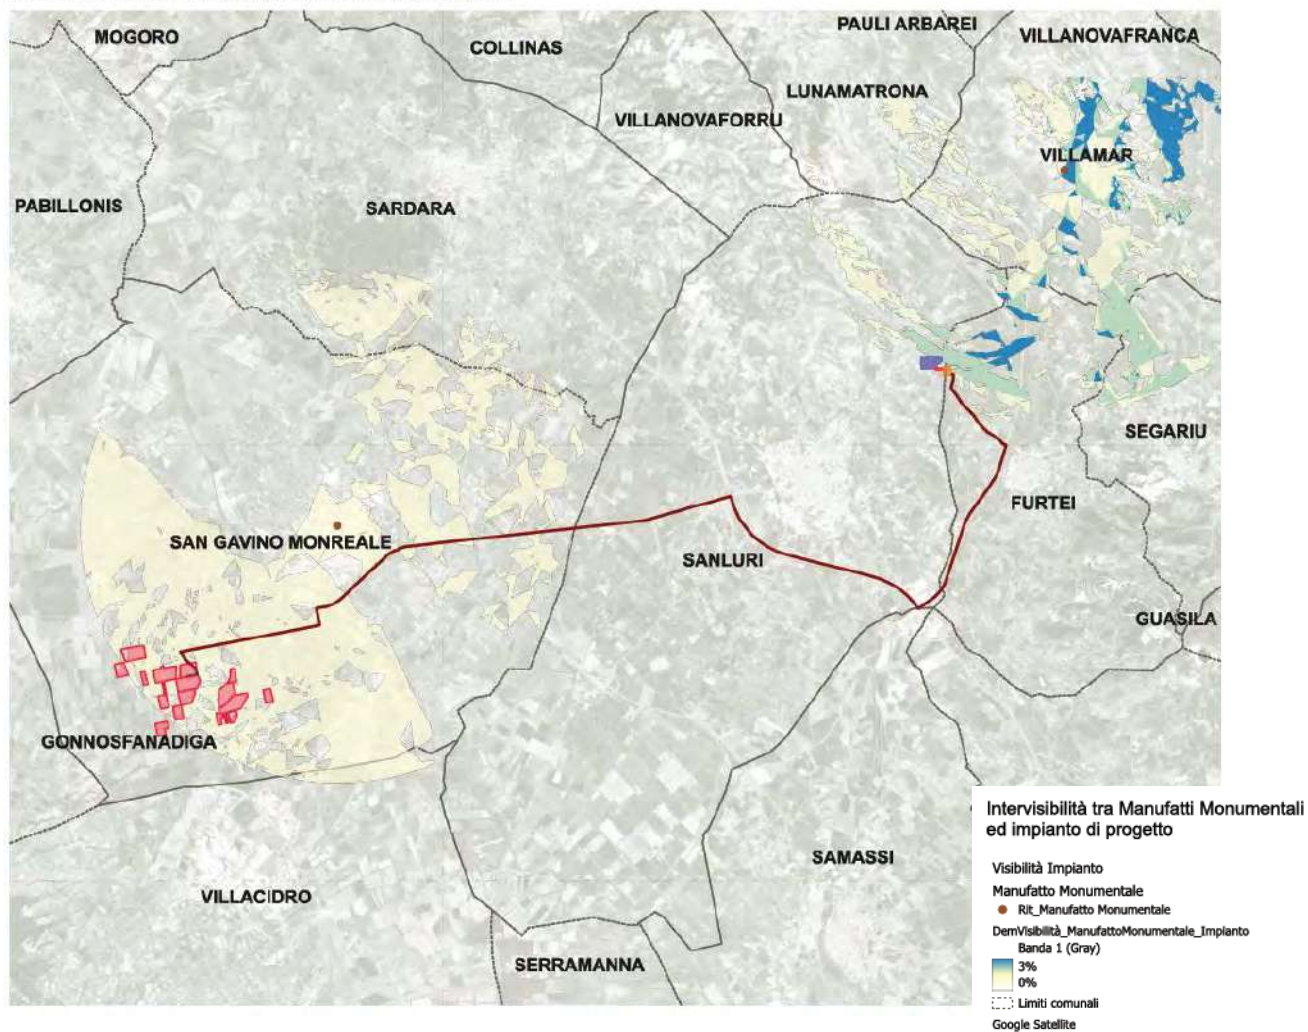 MOGORO
COLLINAS
PAULI ARBAREI
VILLANOVAFRANCA
LUNAMATRONA
VILLANOVAFORRU
VILLAMAR
PABILLONIS
SARDARA
SEGARIU
FURTEI
SAN GAVINO MONREALE
SANLURI
GUASILA
GONNOSFANADIGA
SAMASSI
VILLACIDRO
SERRAMANNA
Intervisibilità tra Manufatti Monumentali
ed impianto di progetto
Visibilità Impianto
Manufatto Monumentale
Rit_Manufatto Monumentale
DemVisibilità_ManufattoMonumentale_Impianto
Banda 1 (Gray)
3%
0%
Limiti comunali
Google Satellite